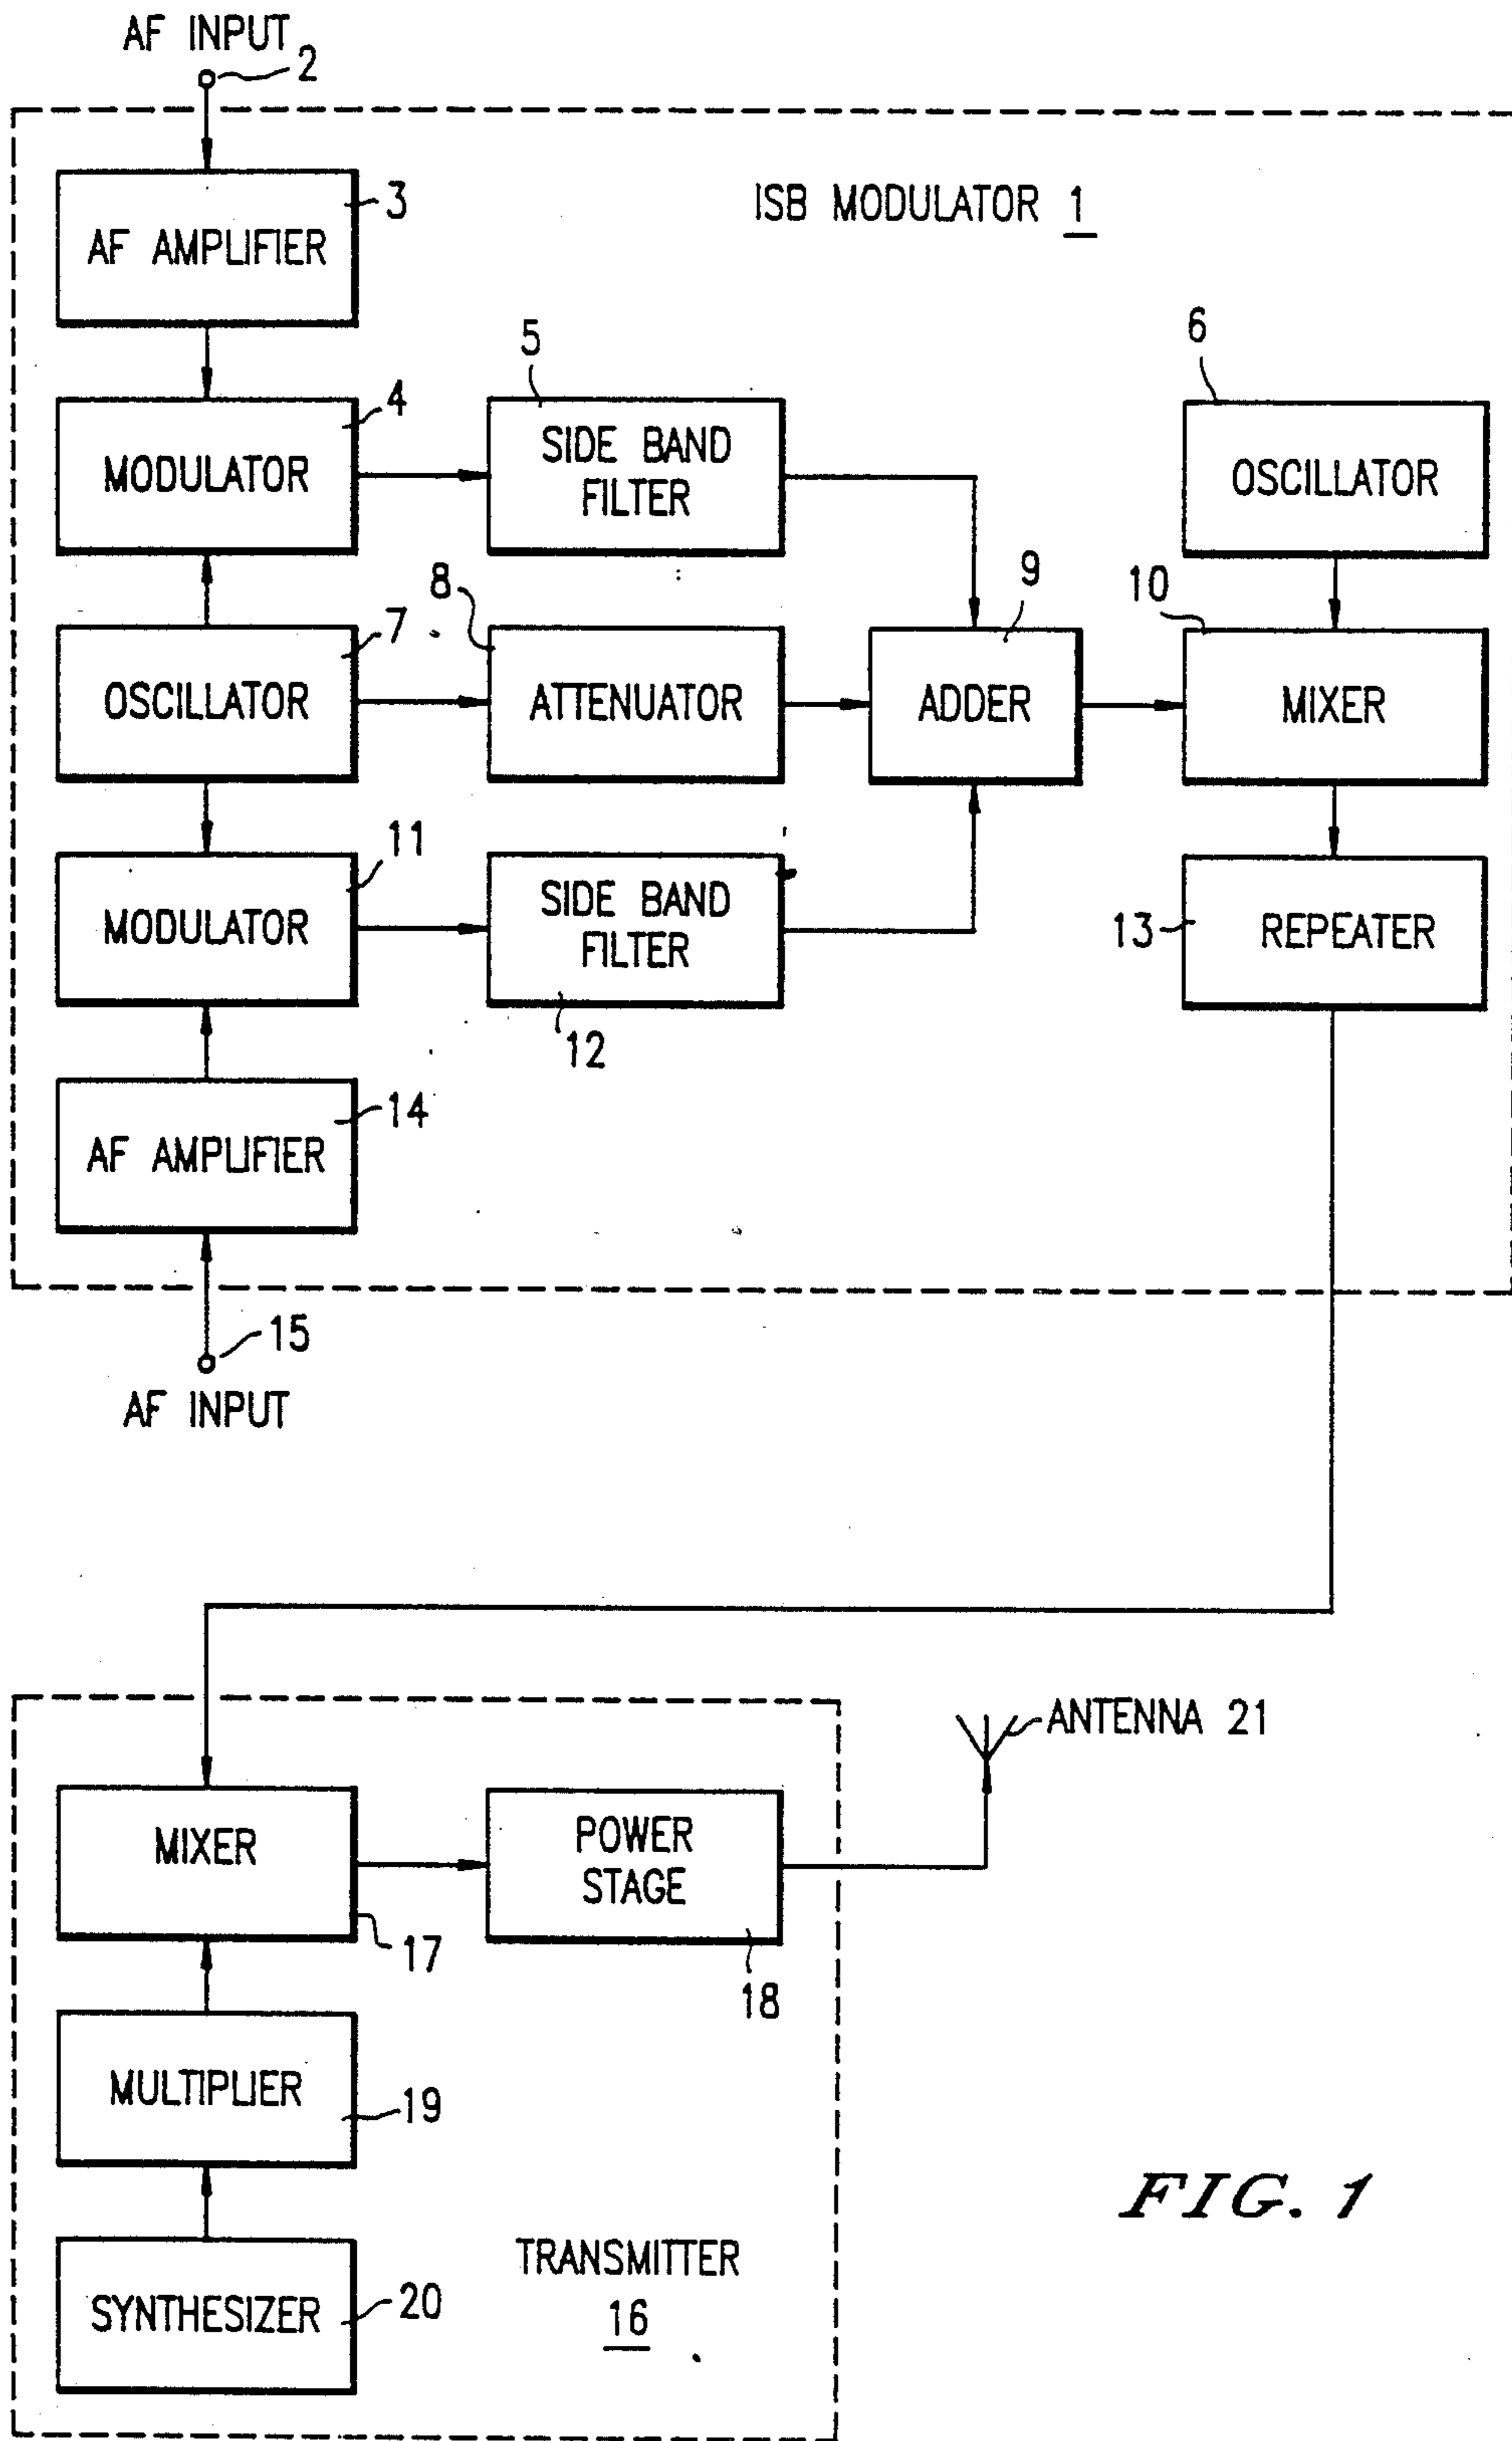 AF INPUT
2
AF AMPLIFIER
3
ISB MODULATOR 1
MODULATOR
4
SIDE BAND
FILTER
5
OSCILLATOR
6
OSCILLATOR
7
ATTENUATOR
8
ADDER
9
MIXER
10
MODULATOR
11
SIDE BAND
FILTER
12
13
REPEATER
AF AMPLIFIER
14
15
AF INPUT
ANTENNA 21
MIXER
17
POWER
STAGE
18
MULTIPLIER
19
SYNTHESIZER
20
TRANSMITTER
16
FIG. 1